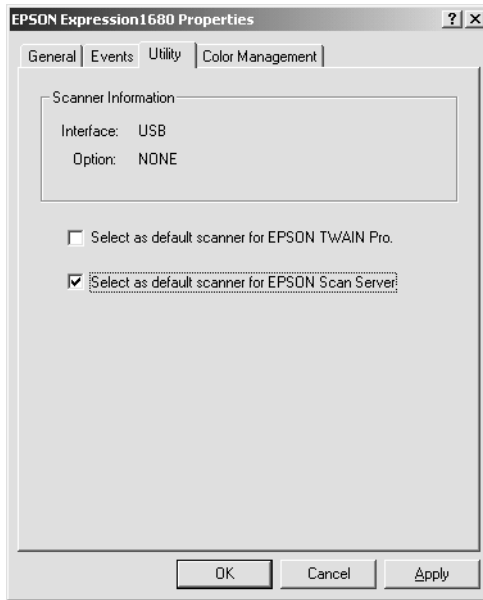 EPSON Expression1680 Properties
General Events Utility Color Management
Scanner Information
Interface: USB
Option: NONE
Select as default scanner for EPSON TWAIN Pro.
Select as default scanner for EPSON Scan Server
OK Cancel Apply